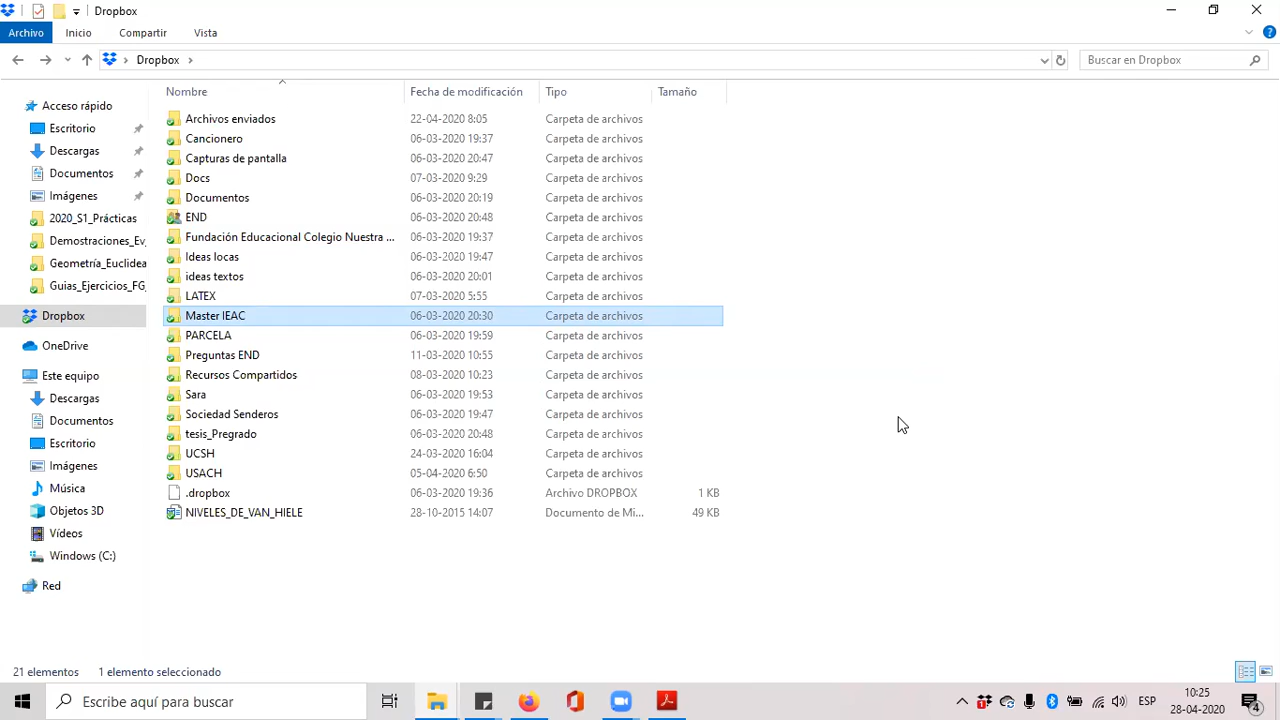 Dropbox
Archivo Inicio Compartir Vista
Dropbox Buscar en Dropbox
Nombre Fecha de modificación Tipo Tamaño
Acceso rápido
Escritorio
Descargas
Documentos
Imágenes
2020_S1_Prácticas
Demostraciones_Ev
Geometría_Euclidea
Guias_Ejercicios_FG_
Dropbox
OneDrive
Este equipo
Descargas
Documentos
Escritorio
Imágenes
Música
Objetos 3D
Vídeos
Windows (C:)
Red
Archivos enviados 22-04-2020 8:05 Carpeta de archivos
Cancionero 06-03-2020 19:37 Carpeta de archivos
Capturas de pantalla 06-03-2020 20:47 Carpeta de archivos
Docs 07-03-2020 9:29 Carpeta de archivos
Documentos 06-03-2020 20:19 Carpeta de archivos
END 06-03-2020 20:48 Carpeta de archivos
Fundación Educacional Colegio Nuestra ... 06-03-2020 19:37 Carpeta de archivos
Ideas locas 06-03-2020 19:47 Carpeta de archivos
ideas textos 06-03-2020 20:01 Carpeta de archivos
LATEX 07-03-2020 5:55 Carpeta de archivos
Master IEAC 06-03-2020 20:30 Carpeta de archivos
PARCELA 06-03-2020 19:59 Carpeta de archivos
Preguntas END 11-03-2020 10:55 Carpeta de archivos
Recursos Compartidos 08-03-2020 10:23 Carpeta de archivos
Sara 06-03-2020 19:53 Carpeta de archivos
Sociedad Senderos 06-03-2020 19:47 Carpeta de archivos
tesis_Pregrado 06-03-2020 20:48 Carpeta de archivos
UCSH 24-03-2020 16:04 Carpeta de archivos
USACH 05-04-2020 6:50 Carpeta de archivos
.dropbox 06-03-2020 19:36 Archivo DROPBOX 1 KB
NIVELES_DE_VAN_HIELE 28-10-2015 14:07 Documento de Mi... 49 KB
21 elementos 1 elemento seleccionado
Escribe aquí para buscar
ESP
10:25
28-04-2020
4